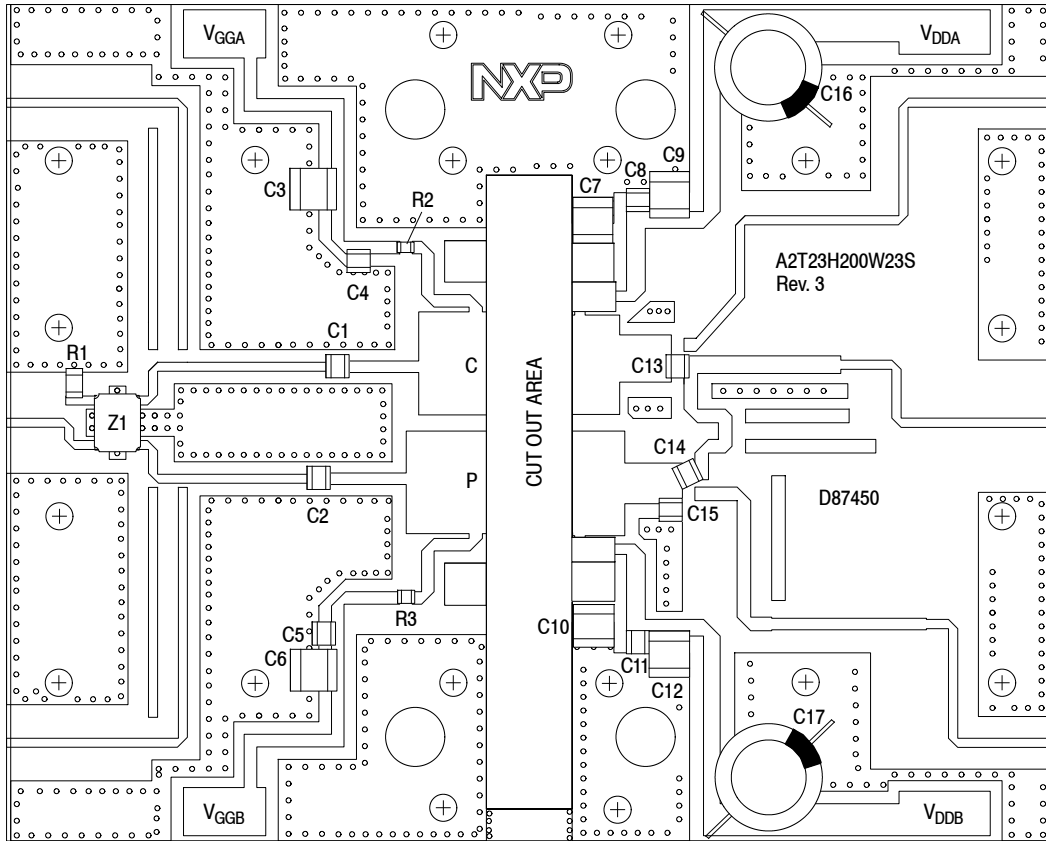 VGGA
VDDA
NXP
C16
C3
C7
C8
C9
R2
A2T23H200W23S
Rev. 3
C4
C1
R1
C
C13
Z1
CUT OUT AREA
C14
P
C2
D87450
C15
C5
R3
C10
C6
C11
C12
C17
VGGB
VDDB